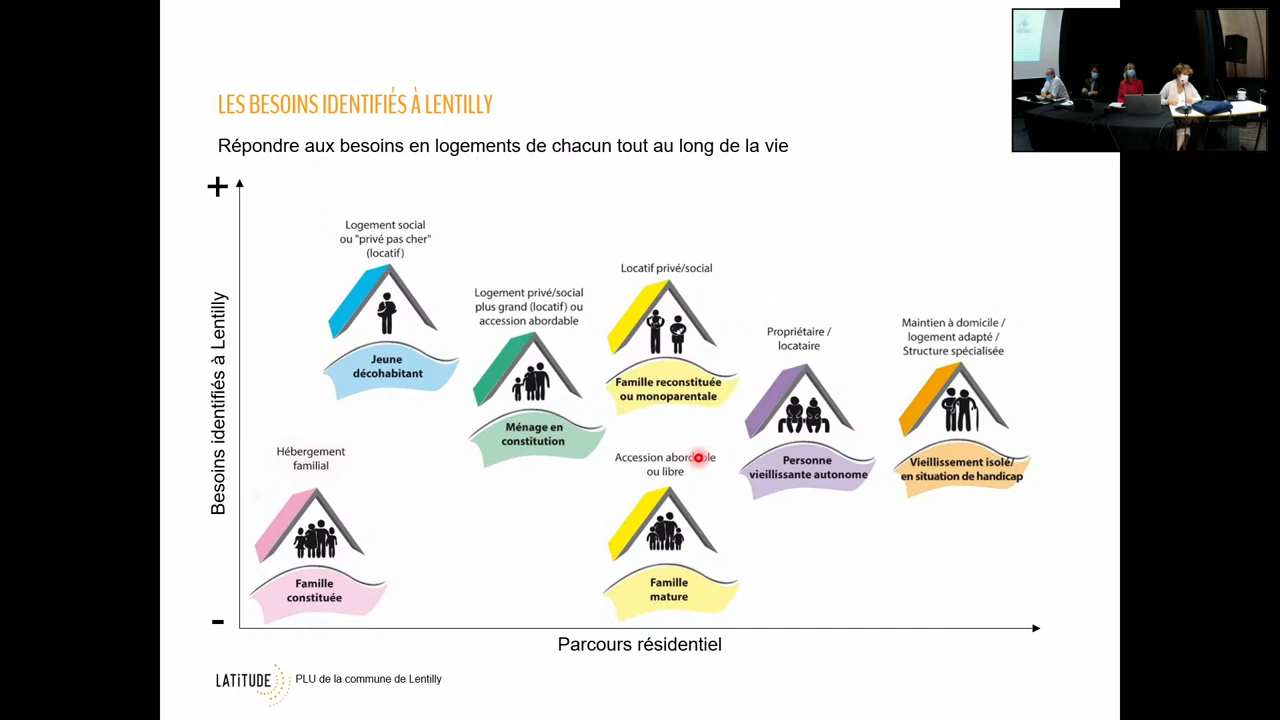 LES BESOINS IDENTIFIÉS À LENTILLY
Répondre aux besoins en logements de chacun tout au long de la vie
+
Besoins identifiés à Lentilly
-
Logement social
ou "privé pas cher"
(locatif)
Jeune
décohabitant
Logement privé/social
plus grand (locatif) ou
accession abordable
Ménage en
constitution
Locatif privé/social
Famille reconstituée
ou monoparentale
Propriétaire /
locataire
Personne
vieillissante autonome
Maintien à domicile /
logement adapté /
Structure spécialisée
Vieillissement isolé/
en situation de handicap
Hébergement
familial
Famille
constituée
Accession abordable
ou libre
Famille
mature
Parcours résidentiel
LATiTUDE
PLU de la commune de Lentilly